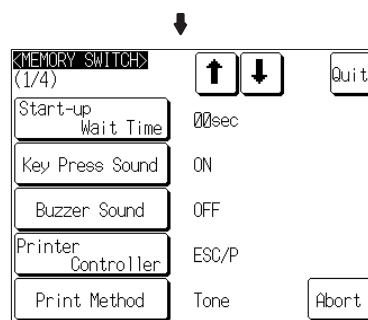 <MEMORY SWITCH>
(1/4)
Quit
Start-up
Wait Time
00sec
Key Press Sound
ON
Buzzer Sound
OFF
Printer
Controller
ESC/P
Print Method
Tone
Abort